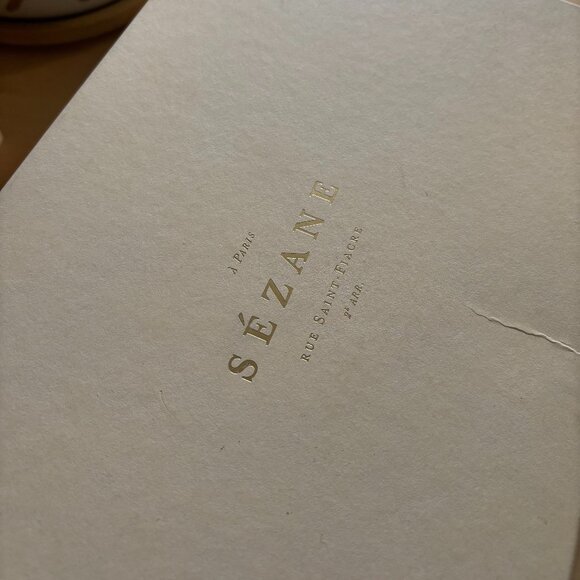 À PARIS
SÉZANE
RUE SAINT-FIACRE
2ᵉ ARR.